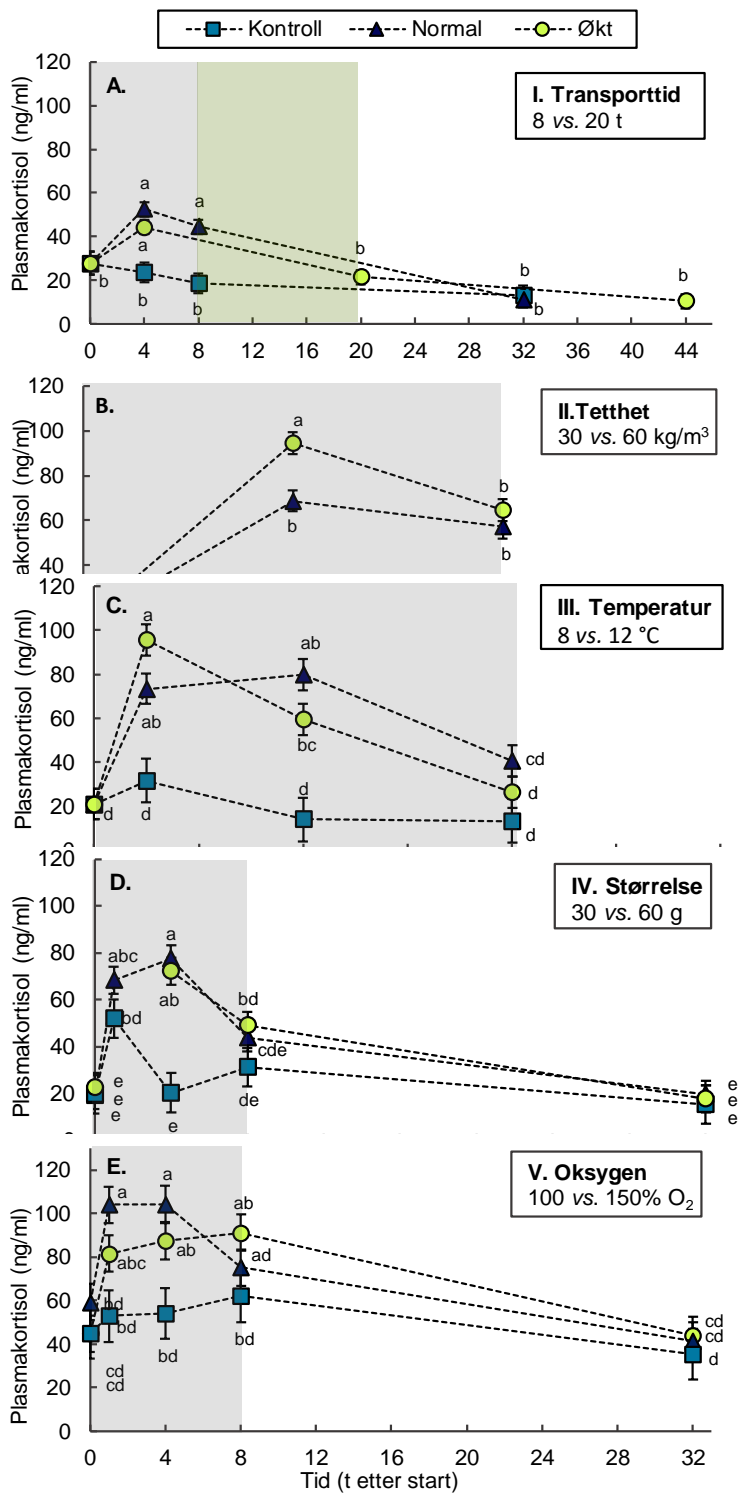 Kontroll Normal Økt
A.
I. Transporttid
8 vs. 20 t
Plasmakortisol (ng/ml)
120
100
80
60
40
20
0
a a
a b b b
b b b b
0 4 8 12 16 20 24 28 32 36 40 44
B.
II.Tetthet
30 vs. 60 kg/m³
akortisol (ng/ml)
120
100
80
60
40
a
b
b
b
C.
III. Temperatur
8 vs. 12 °C
Plasmakortisol (ng/ml)
120
100
80
60
40
20
a
ab
ab
bc
cd
d
d
d
d
d
D.
IV. Størrelse
30 vs. 60 g
Plasmakortisol (ng/ml)
120
100
80
60
40
20
abc
a
bd
ab
bd
cde
e
e
e
e
de
e
e
e
E.
V. Oksygen
100 vs. 150% O₂
Plasmakortisol (ng/ml)
120
100
80
60
40
20
0
a
a
ab
abc
ab
ad
bd
bd
bd
bd
cd
cd
cd
cd
d
0 4 8 12 16 20 24 28 32
Tid (t etter start)